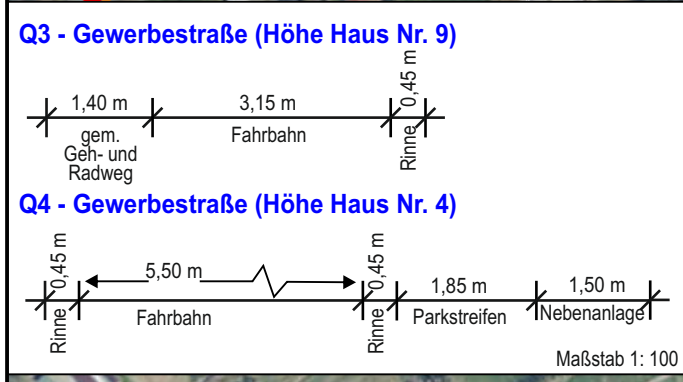 Q3 - Gewerbestraße (Höhe Haus Nr. 9)
1,40 m
3,15 m
0,45 m
gem.
Geh- und
Radweg
Fahrbahn
Rinne
Q4 - Gewerbestraße (Höhe Haus Nr. 4)
0,45 m
5,50 m
0,45 m
1,85 m
1,50 m
Rinne
Fahrbahn
Rinne
Parkstreifen
Nebenanlage
Maßstab 1: 100